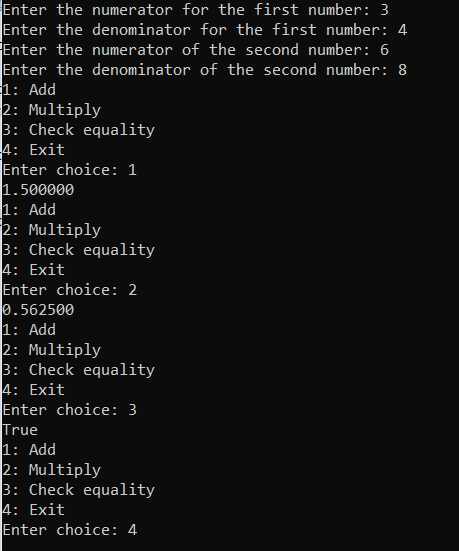 Enter the numerator for the first number: 3
Enter the denominator for the first number: 4
Enter the numerator of the second number: 6
Enter the denominator of the second number: 8
1: Add
2: Multiply
3: Check equality
4: Exit
Enter choice: 1
1.500000
1: Add
2: Multiply
3: Check equality
4: Exit
Enter choice: 2
0.562500
1: Add
2: Multiply
3: Check equality
4: Exit
Enter choice: 3
True
1: Add
2: Multiply
3: Check equality
4: Exit
Enter choice: 4